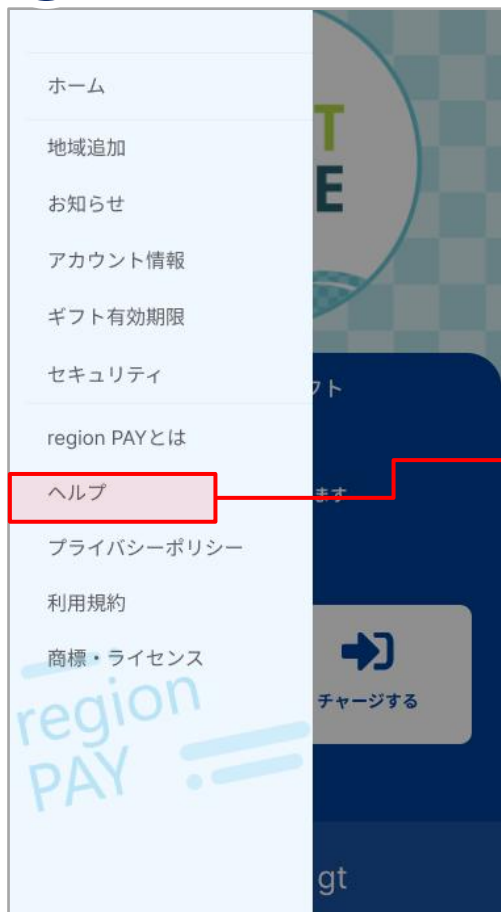 ホーム
地域追加
お知らせ
アカウント情報
ギフト有効期限
セキュリティ
region PAYとは
ヘルプ
プライバシーポリシー
利用規約
商標・ライセンス
region
PAY
T
E
フト
ます
チャージする
gt